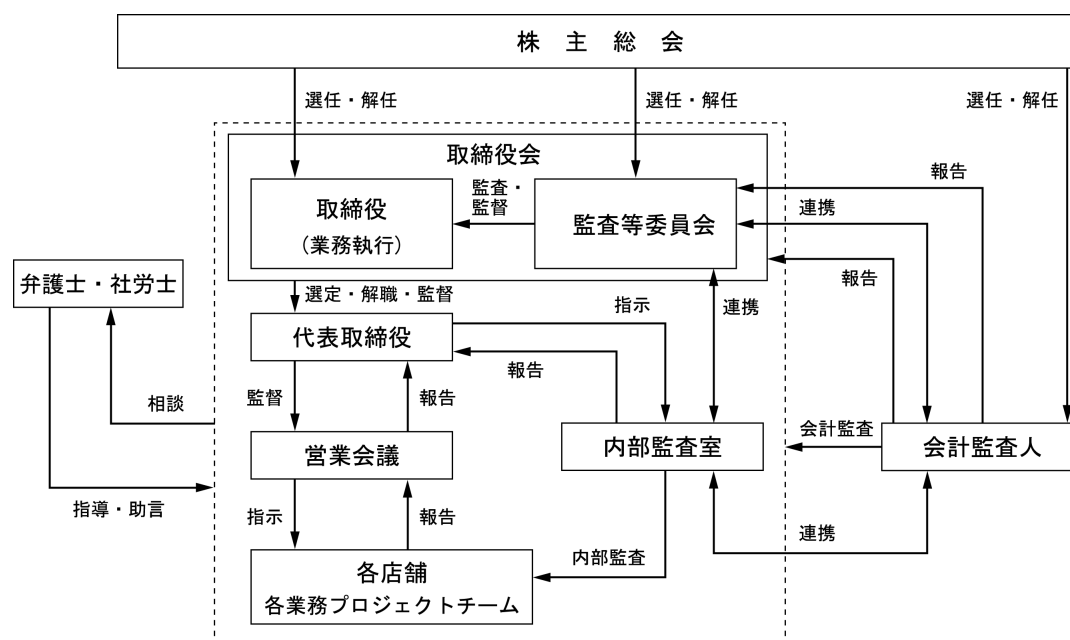 株主総会
選任・解任
選任・解任
選任・解任
取締役会
取締役
(業務執行)
監査・
監督
監査等委員会
報告
連携
報告
弁護士・社労士
選定・解職・監督
指示
連携
代表取締役
報告
相談
監督
報告
営業会議
内部監査室
会計監査
会計監査人
指導・助言
指示
報告
連携
内部監査
各店舗
各業務プロジェクトチーム